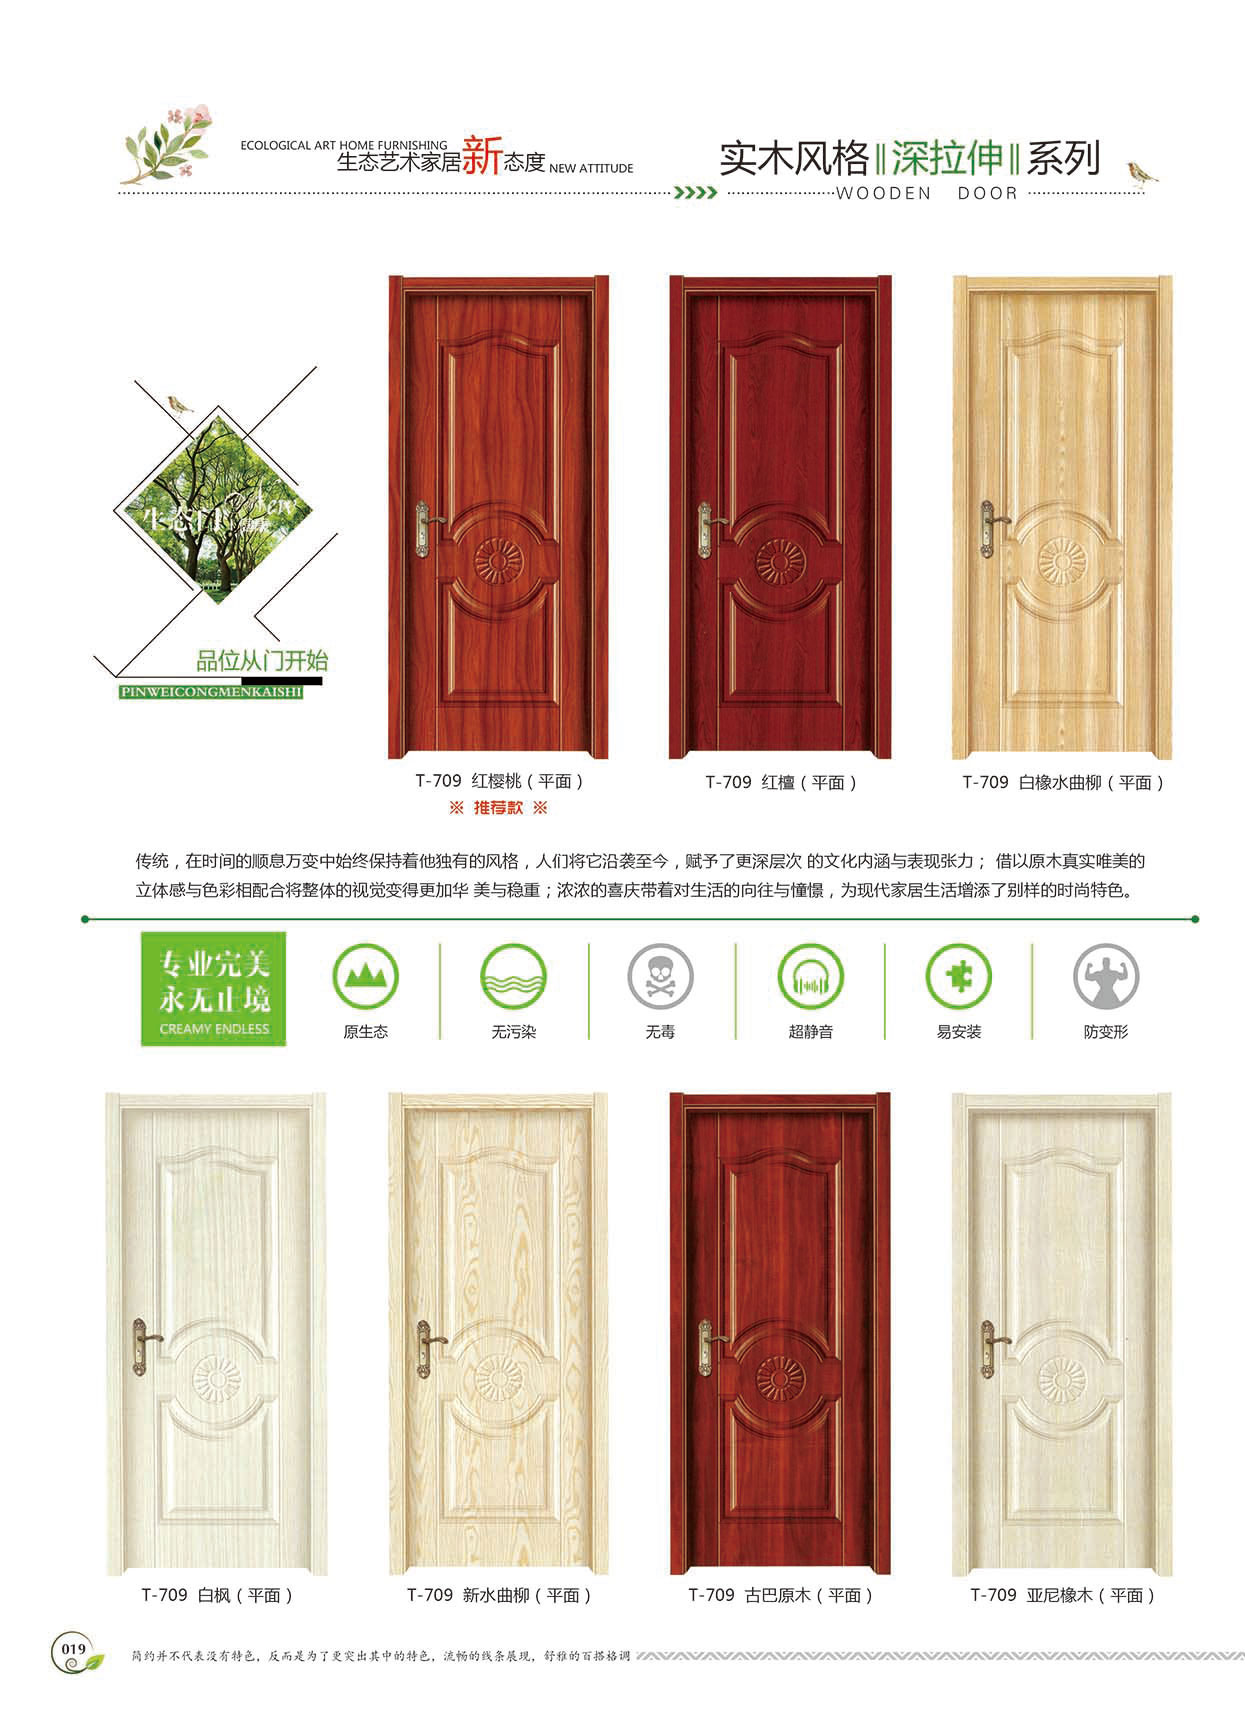 ECOLOGICAL ART HOME FURNISHING
生态艺术家居新态度 NEW ATTITUDE
实木风格‖深拉伸‖系列
WOODEN DOOR
生态门
品位从门开始
PINWEICONGMENKAISHI
T-709 红樱桃（平面）
※ 推荐款 ※
T-709 红檀（平面）
T-709 白橡水曲柳（平面）
传统，在时间的顺息万变中始终保持着他独有的风格，人们将它沿袭至今，赋予了更深层次 的文化内涵与表现张力； 借以原木真实唯美的
立体感与色彩相配合将整体的视觉变得更加华 美与稳重；浓浓的喜庆带着对生活的向往与憧憬，为现代家居生活增添了别样的时尚特色。
专业完美
永无止境
CREAMY ENDLESS
原生态
无污染
无毒
超静音
易安装
防变形
T-709 白枫（平面）
T-709 新水曲柳（平面）
T-709 古巴原木（平面）
T-709 亚尼橡木（平面）
019
简约并不代表没有特色，反而是为了更突出其中的特色，流畅的线条展现，舒雅的百搭格调